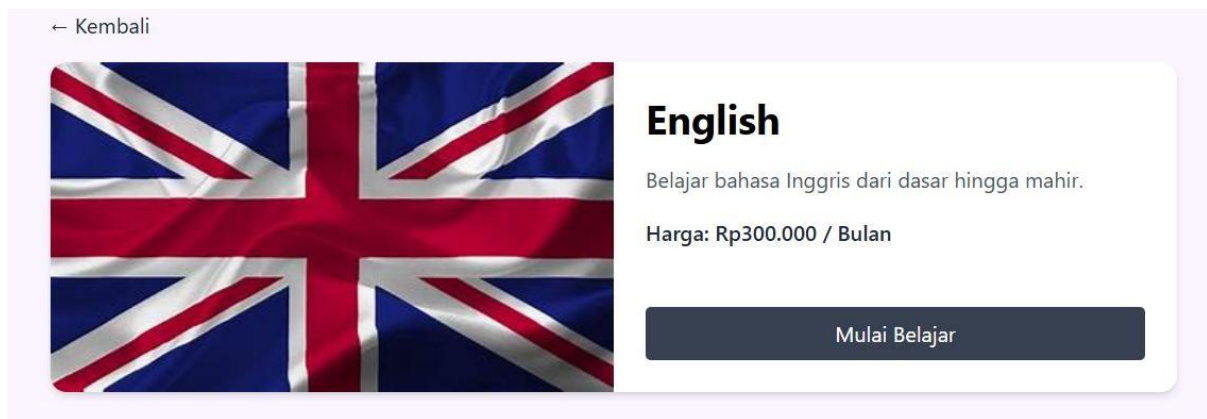 ← Kembali
English
Belajar bahasa Inggris dari dasar hingga mahir.
Harga: Rp300.000 / Bulan
Mulai Belajar